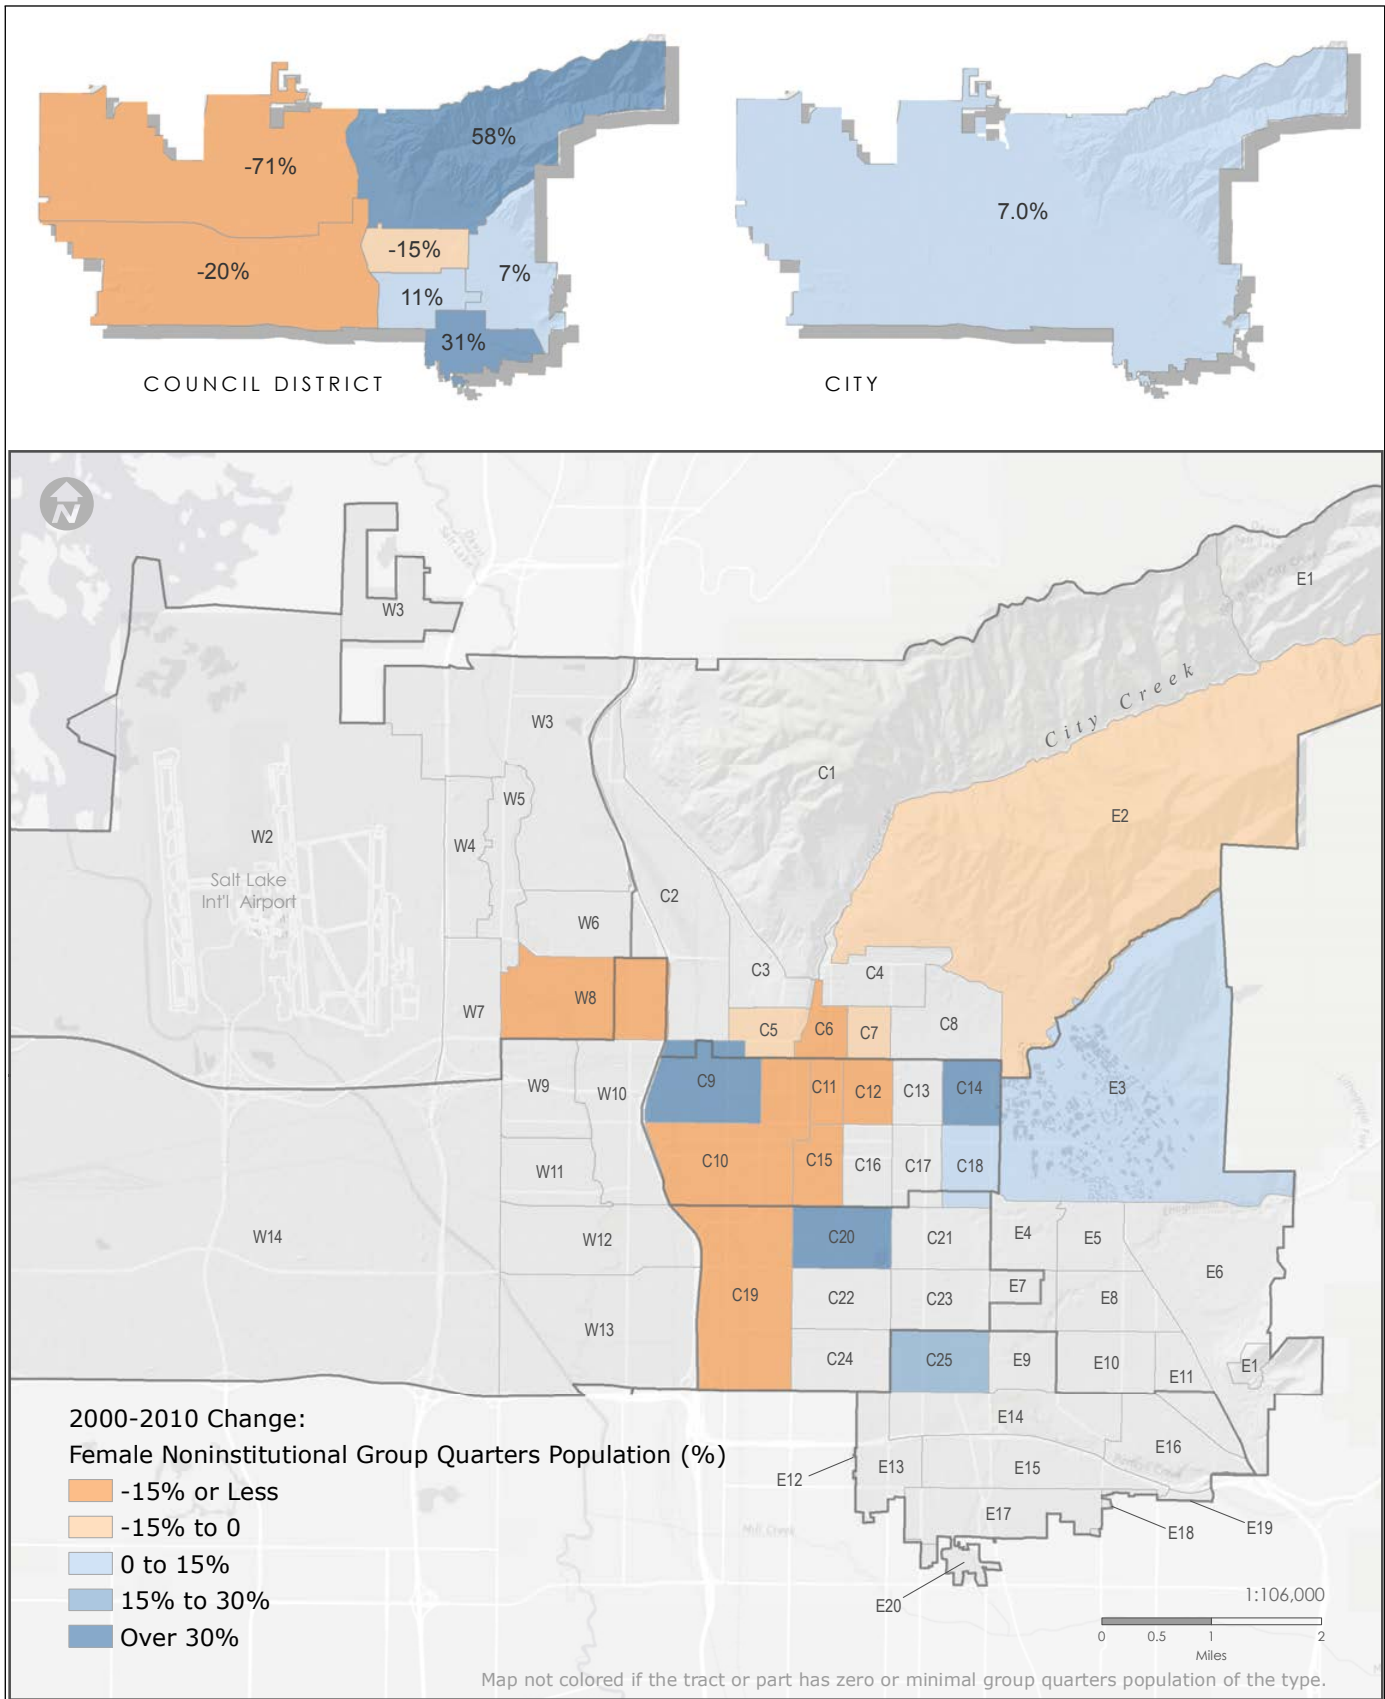 58%
-71%
-15%
-20%
7%
11%
31%
COUNCIL DISTRICT
7.0%
CITY
N
Davis
Salt Lake
W3
E1
City Creek
W3
C1
E2
W5
W2
W4
Salt Lake
Int'l Airport
C2
W6
C3
C4
W8
W7
C5
C6
C7
C8
C9
C11
C12
C13
C14
E3
W9
W10
C10
C15
C16
C17
C18
W11
W14
W12
C20
C21
E4
E5
E6
E7
C19
C22
C23
E8
W13
C24
C25
E9
E10
E11
E1
E14
E16
E12
E13
E15
E17
E18
E19
Mill Creek
E20
2000-2010 Change:
Female Noninstitutional Group Quarters Population (%)
-15% or Less
-15% to 0
0 to 15%
15% to 30%
Over 30%
1:106,000
0 0.5 1 2
Miles
Map not colored if the tract or part has zero or minimal group quarters population of the type.